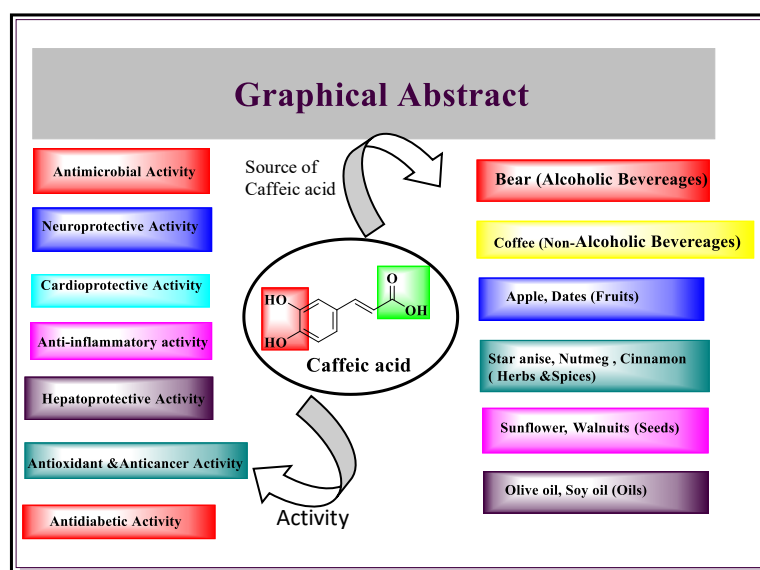 Graphical Abstract
Source of
Caffeic acid
Antimicrobial Activity
Neuroprotective Activity
Cardioprotective Activity
Anti-inflammatory activity
Hepatoprotective Activity
Antioxidant &Anticancer Activity
Antidiabetic Activity
HO
HO
O
OH
Caffeic acid
Activity
Bear (Alcoholic Bevereages)
Coffee (Non-Alcoholic Bevereages)
Apple, Dates (Fruits)
Star anise, Nutmeg , Cinnamon
( Herbs &Spices)
Sunflower, Walnuits (Seeds)
Olive oil, Soy oil (Oils)